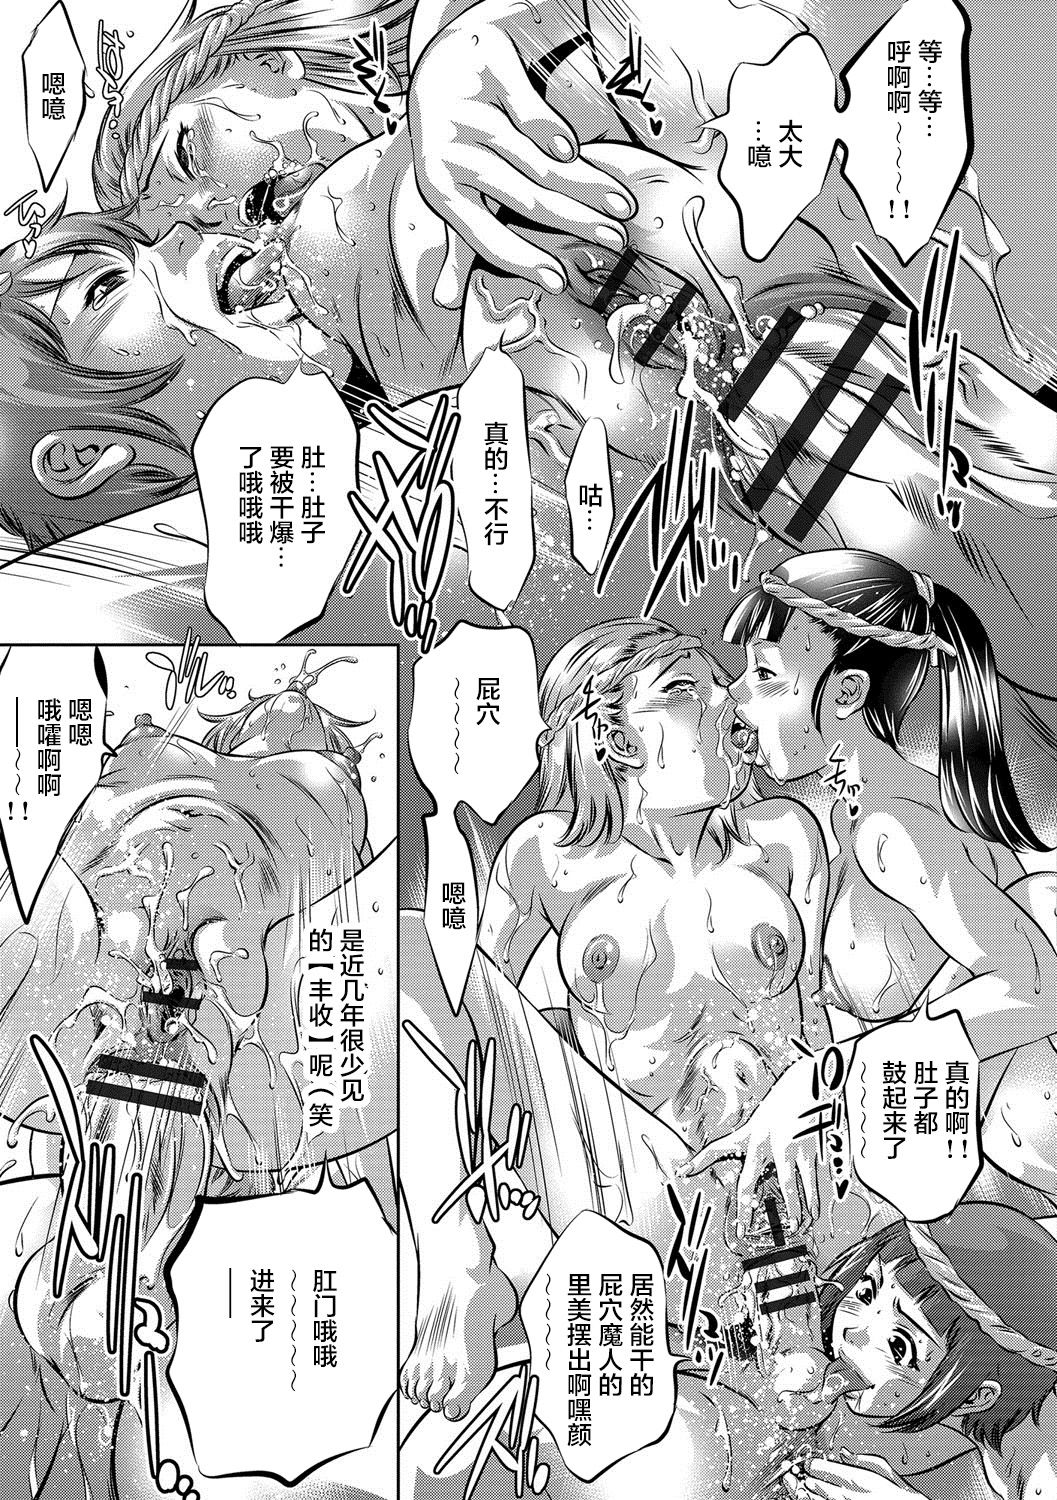 等…等…
呼啊啊
～～～!!
太大
…噫
嗯噫
真的…不行
咕…
肚…肚子
要被干爆…
了哦哦哦
屁穴
～～～～～
嗯噫
真的啊!!
肚子都
鼓起来了
～～～～
居然能干的
屁穴魔人的
里美摆出啊嘿颜
～～～～
嗯嗯
哦嚯啊啊
——～～!!
是近几年很少见
的【丰收】呢(笑
肛门哦哦
～～～～～
进来了
——